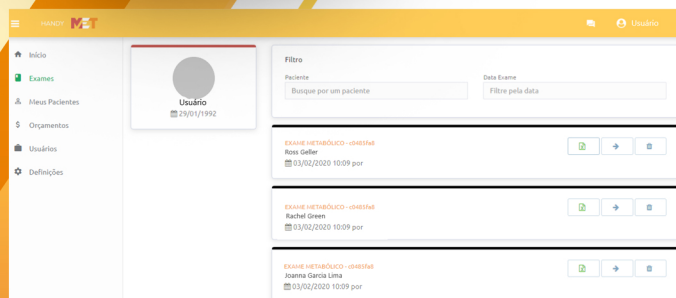 HANDY MET
Usuário
Início
Exames
Meus Pacientes
Orçamentos
Usuários
Definições
Usuário
29/01/1992
Filtro
Paciente
Data Exame
Busque por um paciente
Filtre pela data
EXAME METABÓLICO - c0485fa8
Ross Geller
03/02/2020 10:09 por
EXAME METABÓLICO - c0485fa8
Rachel Green
03/02/2020 10:09 por
EXAME METABÓLICO - c0485fa8
Joanna Garcia Lima
03/02/2020 10:09 por